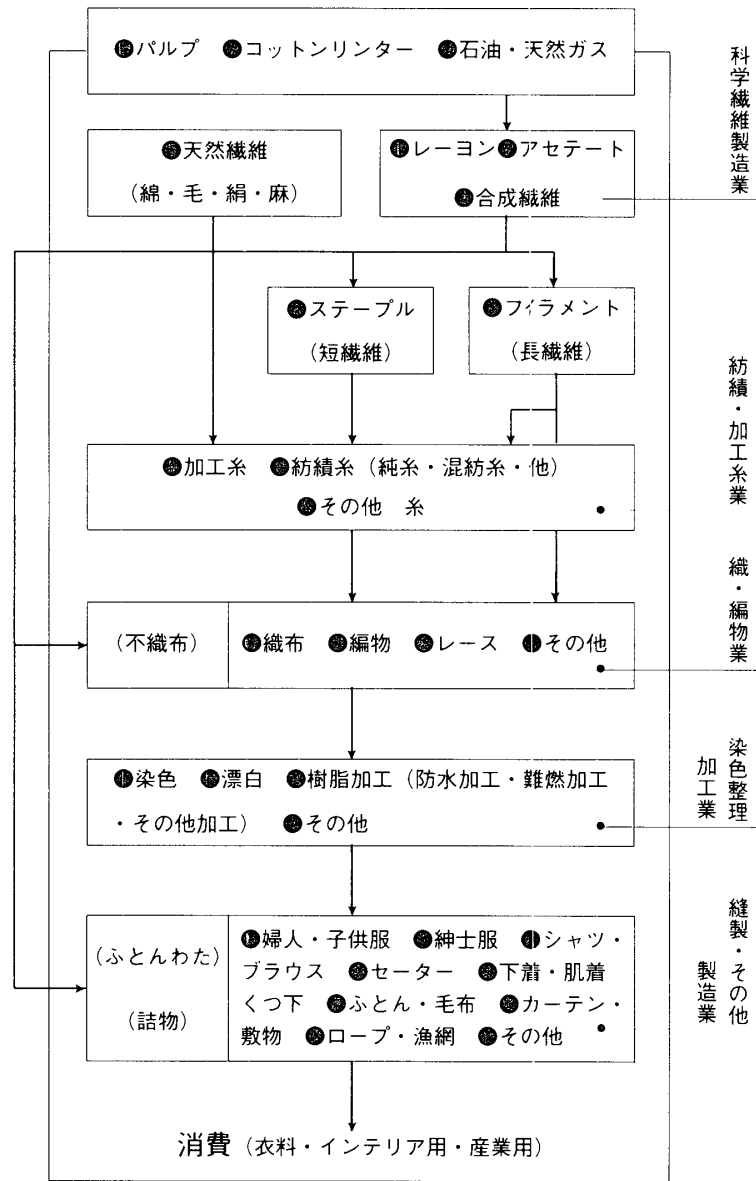 ●パルプ ●コットンリンター ●石油・天然ガス
科学繊維製造業
●天然繊維
(綿・毛・絹・麻)
●レーヨン●アセテート
●合成繊維
●ステープル
(短繊維)
●フィラメント
(長繊維)
紡績・加工糸業
●加工糸 ●紡績糸(純糸・混紡糸・他)
●その他 糸
織・編物業
(不織布)
●織布 ●編物 ●レース ●その他
染色整理
加工業
●染色 ●漂白 ●樹脂加工(防水加工・難燃加工
・その他加工) ●その他
縫製・その他
製造業
(ふとんわた)
(詰物)
●婦人・子供服 ●紳士服 ●シャツ・
ブラウス ●セーター ●下着・肌着
くつ下 ●ふとん・毛布 ●カーテン・
敷物 ●ロープ・漁網 ●その他
消費(衣料・インテリア用・産業用)